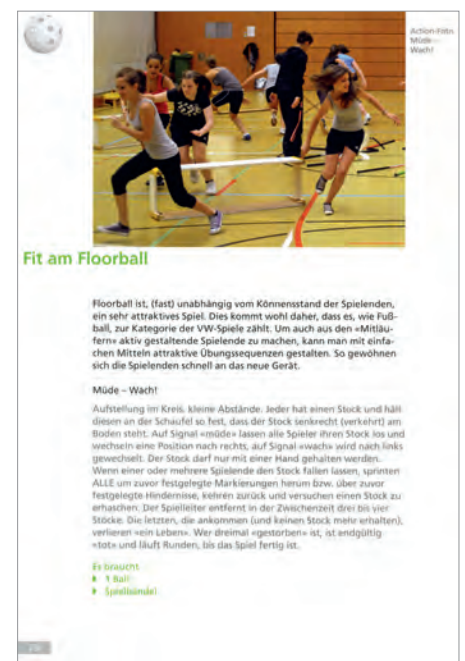 Action-Foto:
Müde –
Wach!
Fit am Floorball
Floorball ist, (fast) unabhängig vom Könnensstand der Spielenden,
ein sehr attraktives Spiel. Dies kommt wohl daher, dass es, wie Fuß-
ball, zur Kategorie der VW-Spiele zählt. Um auch aus den «Mitläu-
fern» aktiv gestaltende Spielende zu machen, kann man mit einfa-
chen Mitteln attraktive Übungssequenzen gestalten. So gewöhnen
sich die Spielenden schnell an das neue Gerät.
Müde – Wach!
Aufstellung im Kreis, kleine Abstände. Jeder hat einen Stock und hält
diesen an der Schaufel so fest, dass der Stock senkrecht (verkehrt) am
Boden steht. Auf Signal «müde» lassen alle Spieler ihren Stock los und
wechseln eine Position nach rechts, auf Signal «wach» wird nach links
gewechselt. Der Stock darf nur mit einer Hand gehalten werden.
Wenn einer oder mehrere Spielende den Stock fallen lassen, sprinten
ALLE um zuvor festgelegte Markierungen herum bzw. über zuvor
festgelegte Hindernisse, kehren zurück und versuchen einen Stock zu
erhaschen. Der Spielleiter entfernt in der Zwischenzeit drei bis vier
Stöcke. Die letzten, die ankommen (und keinen Stock mehr erhalten),
verlieren «ein Leben». Wer dreimal «gestorben» ist, ist endgültig
«tot» und läuft Runden, bis das Spiel fertig ist.
Es braucht
1 Ball
Spielbändel